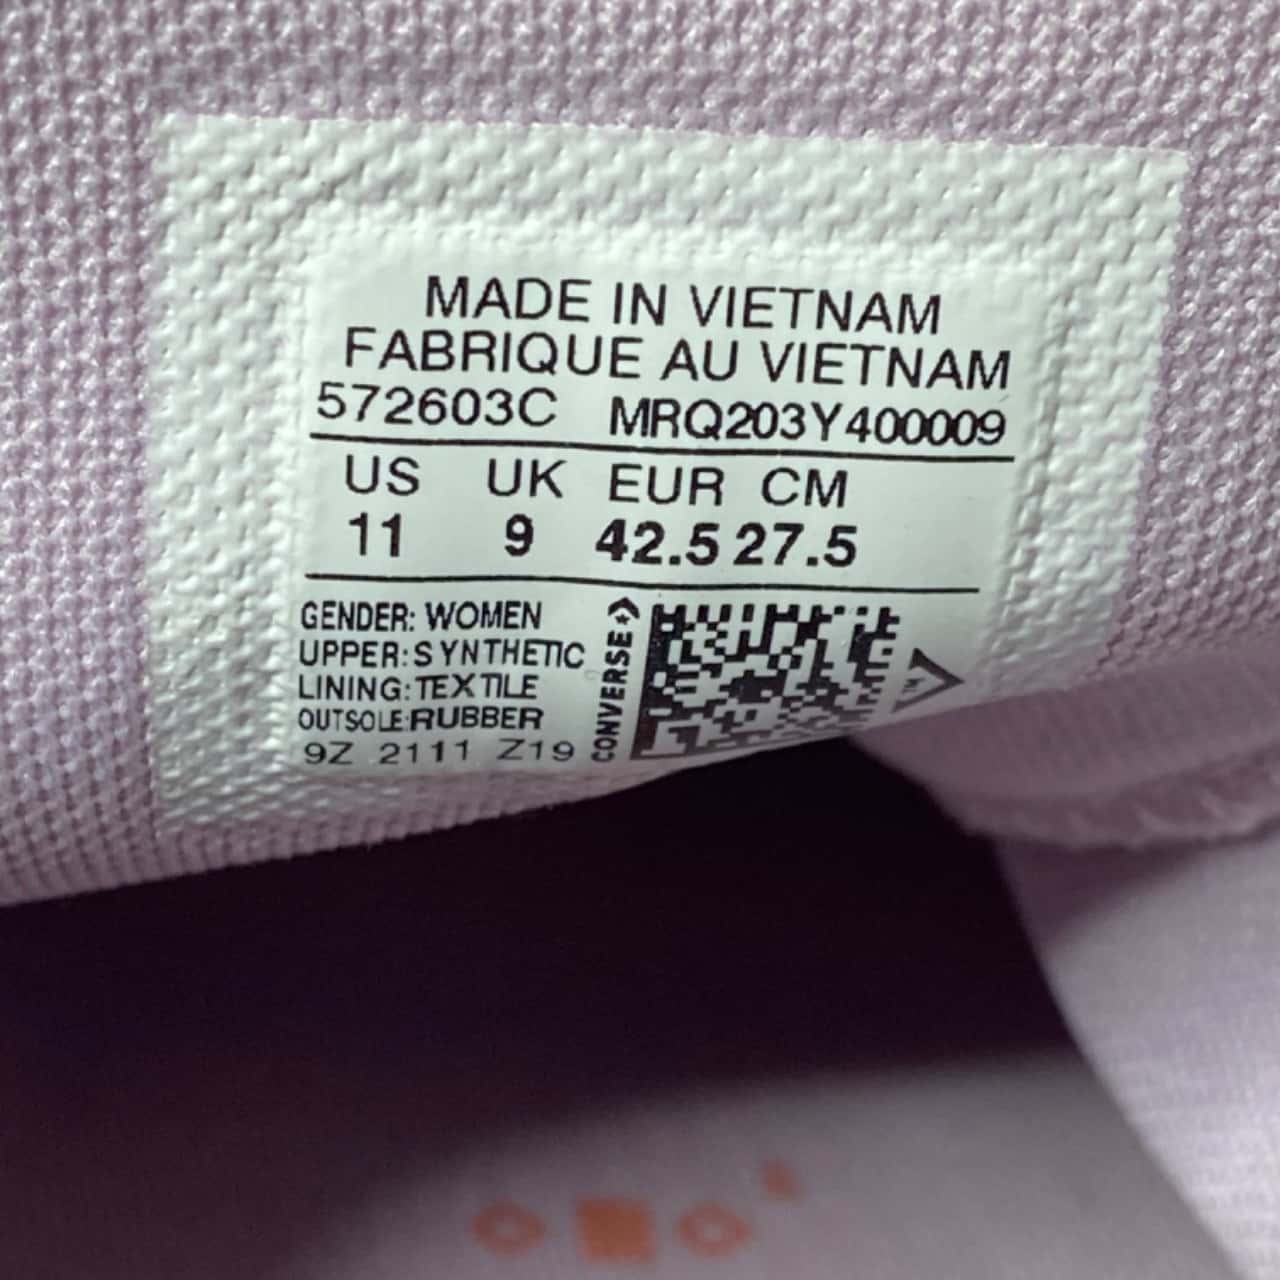 MADE IN VIETNAM
FABRIQUE AU VIETNAM
572603C MRQ203Y400009
US UK EUR CM
11 9 42.5 27.5
GENDER: WOMEN
UPPER: SYNTHETIC
LINING: TEXTILE
OUTSOLE: RUBBER
9Z 2111 Z19
CONVERSE
TM